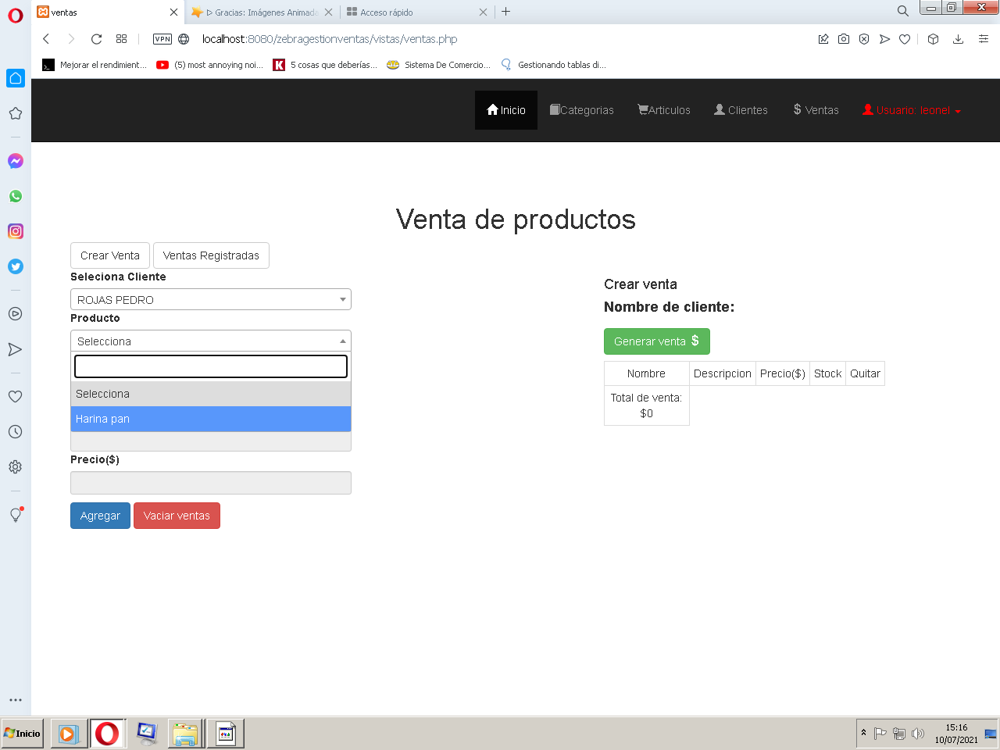 ventas
ᐅ Gracias: Imágenes Animada
Acceso rápido
VPN
localhost:8080/zebragestionventas/vistas/ventas.php
Mejorar el rendimient...
(5) most annoying noi...
5 cosas que deberías...
Sistema De Comercio...
Gestionando tablas di...
Inicio
Categorias
Articulos
Clientes
$ Ventas
Usuario: leonel
Venta de productos
Crear Venta
Ventas Registradas
Seleciona Cliente
ROJAS PEDRO
Producto
Selecciona
Selecciona
Harina pan
Precio($)
Agregar
Vaciar ventas
Crear venta
Nombre de cliente:
Generar venta $
Nombre Descripcion Precio($) Stock Quitar
Total de venta:
$0
Inicio
15:16
10/07/2021